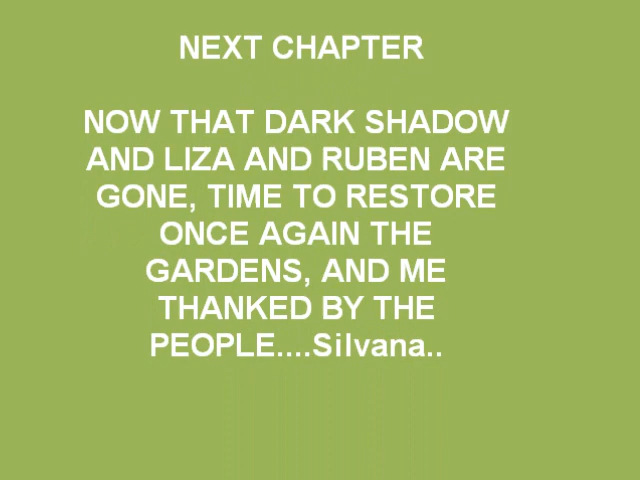 NEXT CHAPTER
NOW THAT DARK SHADOW
AND LIZA AND RUBEN ARE
GONE, TIME TO RESTORE
ONCE AGAIN THE
GARDENS, AND ME
THANKED BY THE
PEOPLE....Silvana..